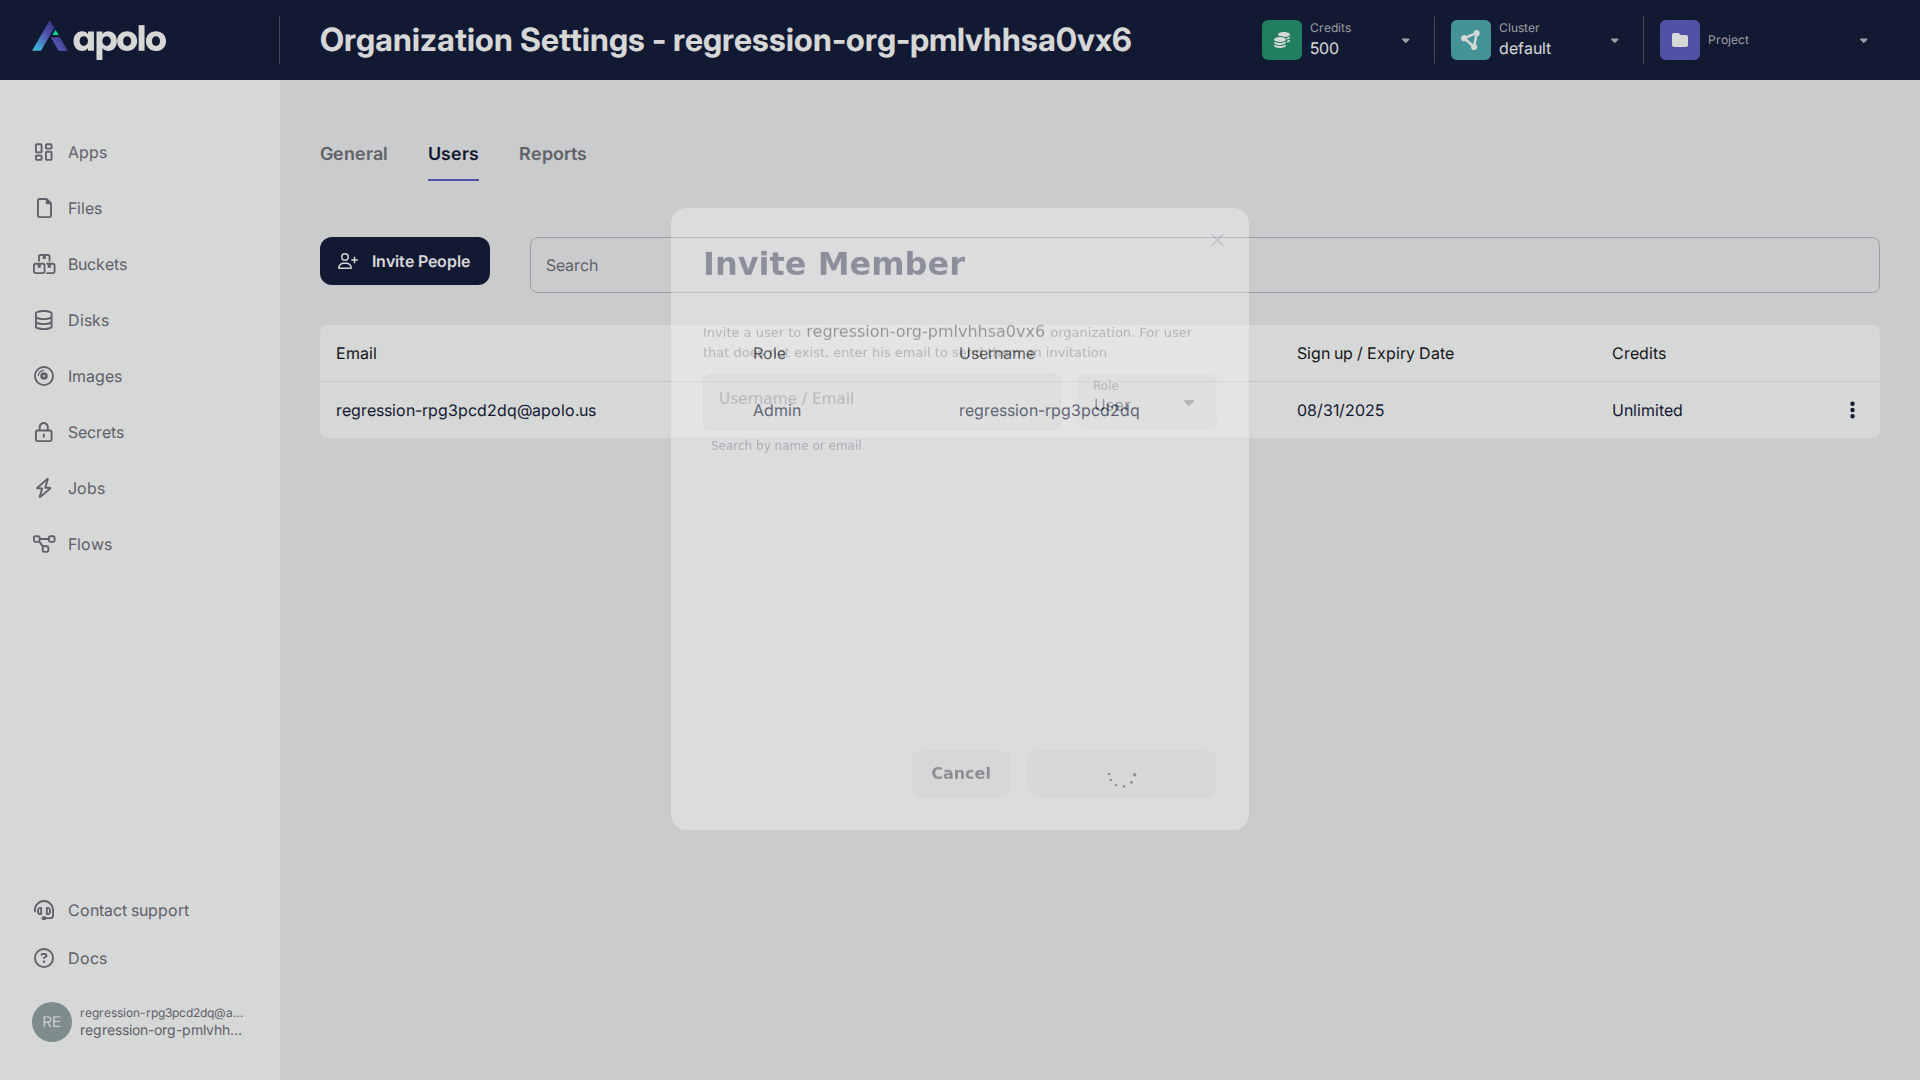 apolo
Organization Settings - regression-org-pmlvhhsa0vx6
Credits
500
Cluster
default
Project
Apps
Files
Buckets
Disks
Images
Secrets
Jobs
Flows
Contact support
Docs
RE
regression-rpg3pcd2dq@a...
regression-org-pmlvhh...
General
Users
Reports
Invite People
Search
Email
Role
Username
Sign up / Expiry Date
Credits
regression-rpg3pcd2dq@apolo.us
Admin
regression-rpg3pcd2dq
08/31/2025
Unlimited
Invite Member
Invite a user to regression-org-pmlvhhsa0vx6 organization. For user
that does not exist, enter his email to send them an invitation
Username / Email
Role
User
Search by name or email
Cancel